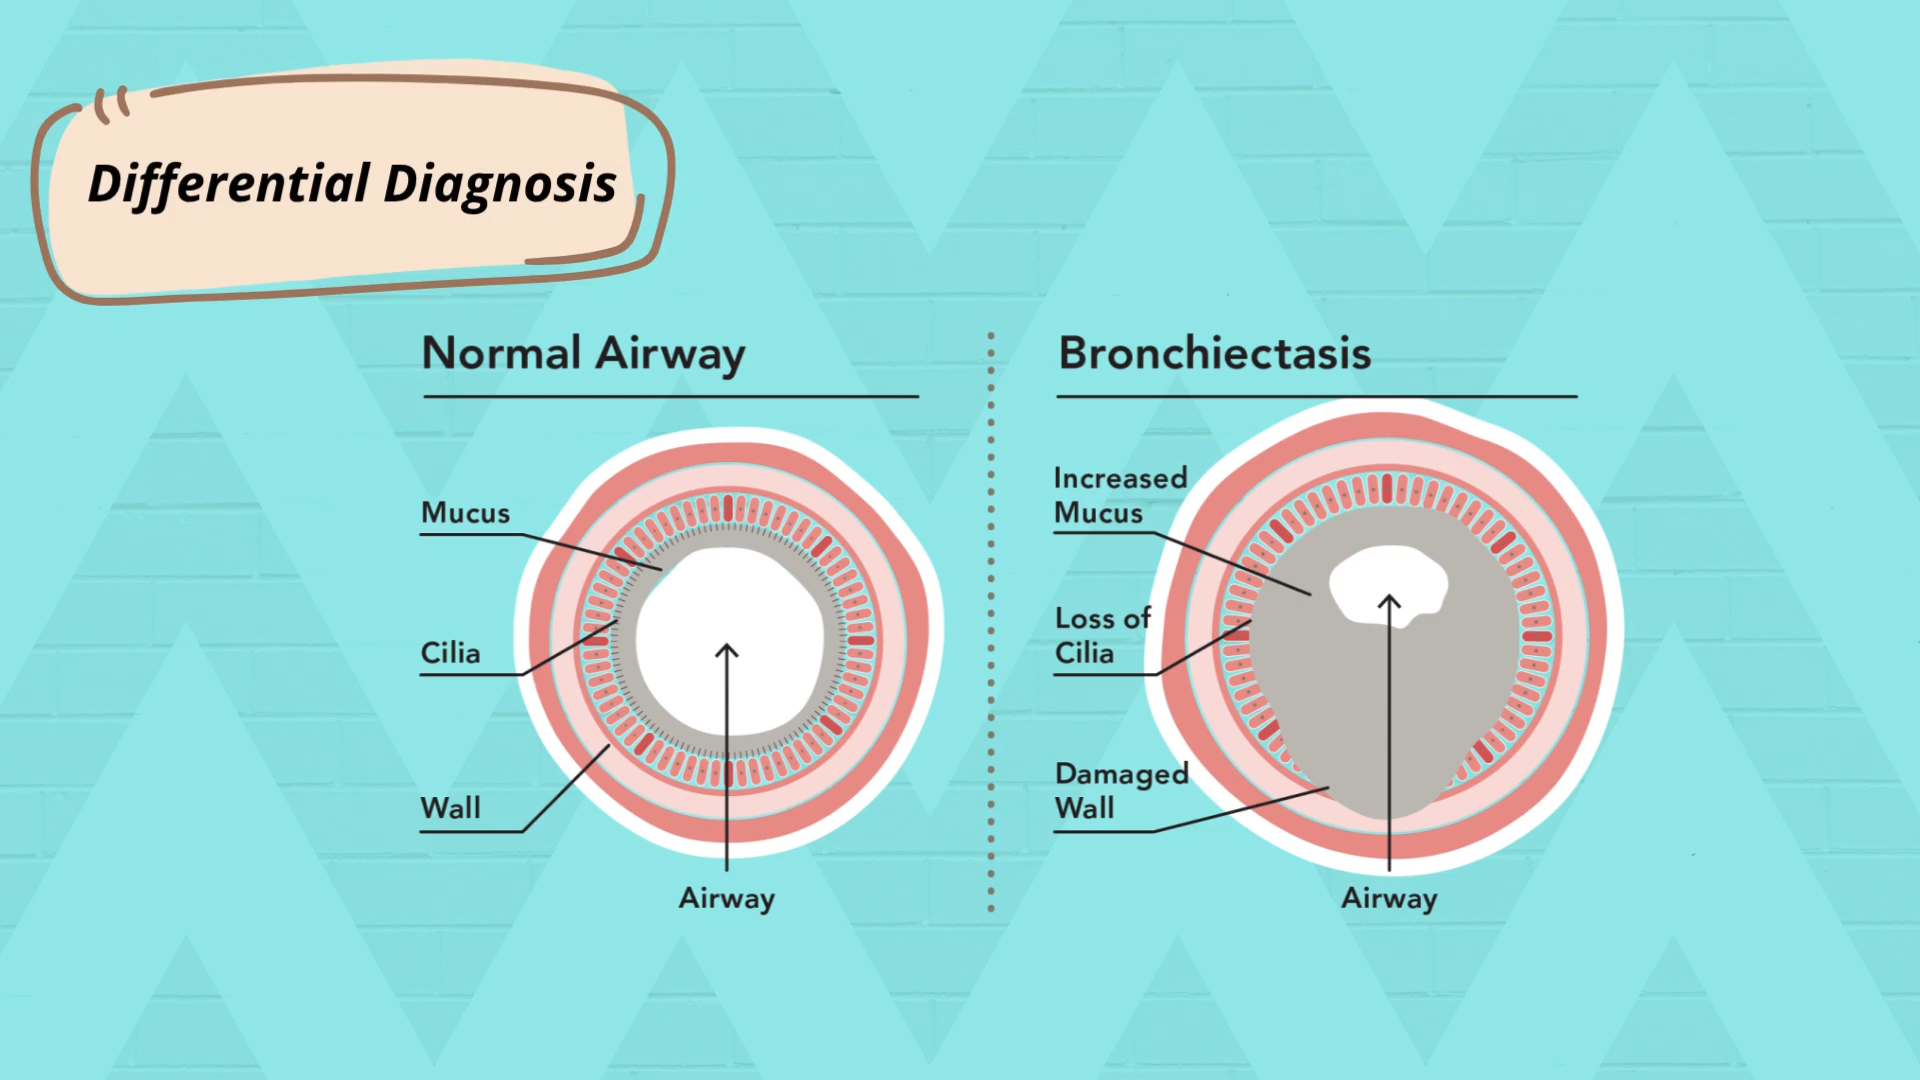 Differential Diagnosis
Normal Airway
Mucus
Cilia
Wall
Airway
Bronchiectasis
Increased
Mucus
Loss of
Cilia
Damaged
Wall
Airway